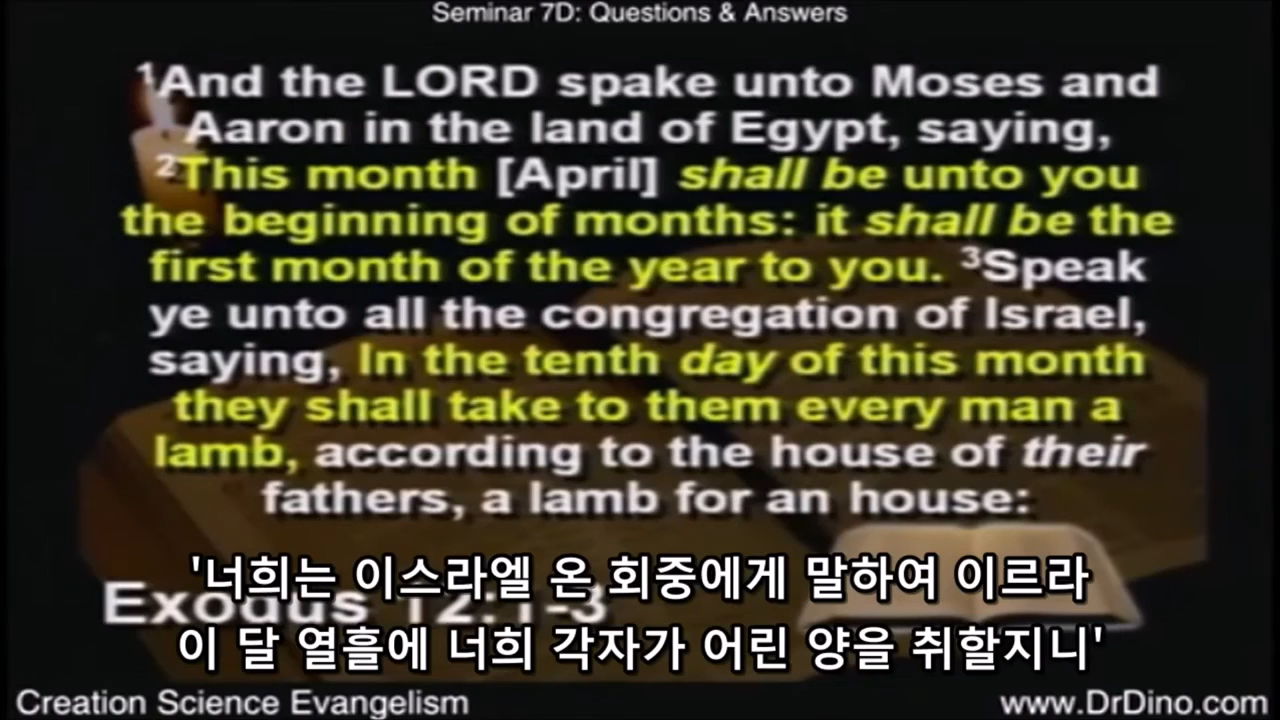 Seminar 7D: Questions & Answers
¹And the LORD spake unto Moses and
Aaron in the land of Egypt, saying,
²This month [April] shall be unto you
the beginning of months: it shall be the
first month of the year to you. ³Speak
ye unto all the congregation of Israel,
saying, In the tenth day of this month
they shall take to them every man a
lamb, according to the house of their
fathers, a lamb for an house:
Exodus 12:1-3
'너희는 이스라엘 온 회중에게 말하여 이르라
이 달 열흘에 너희 각자가 어린 양을 취할지니'
Creation Science Evangelism
www.DrDino.com